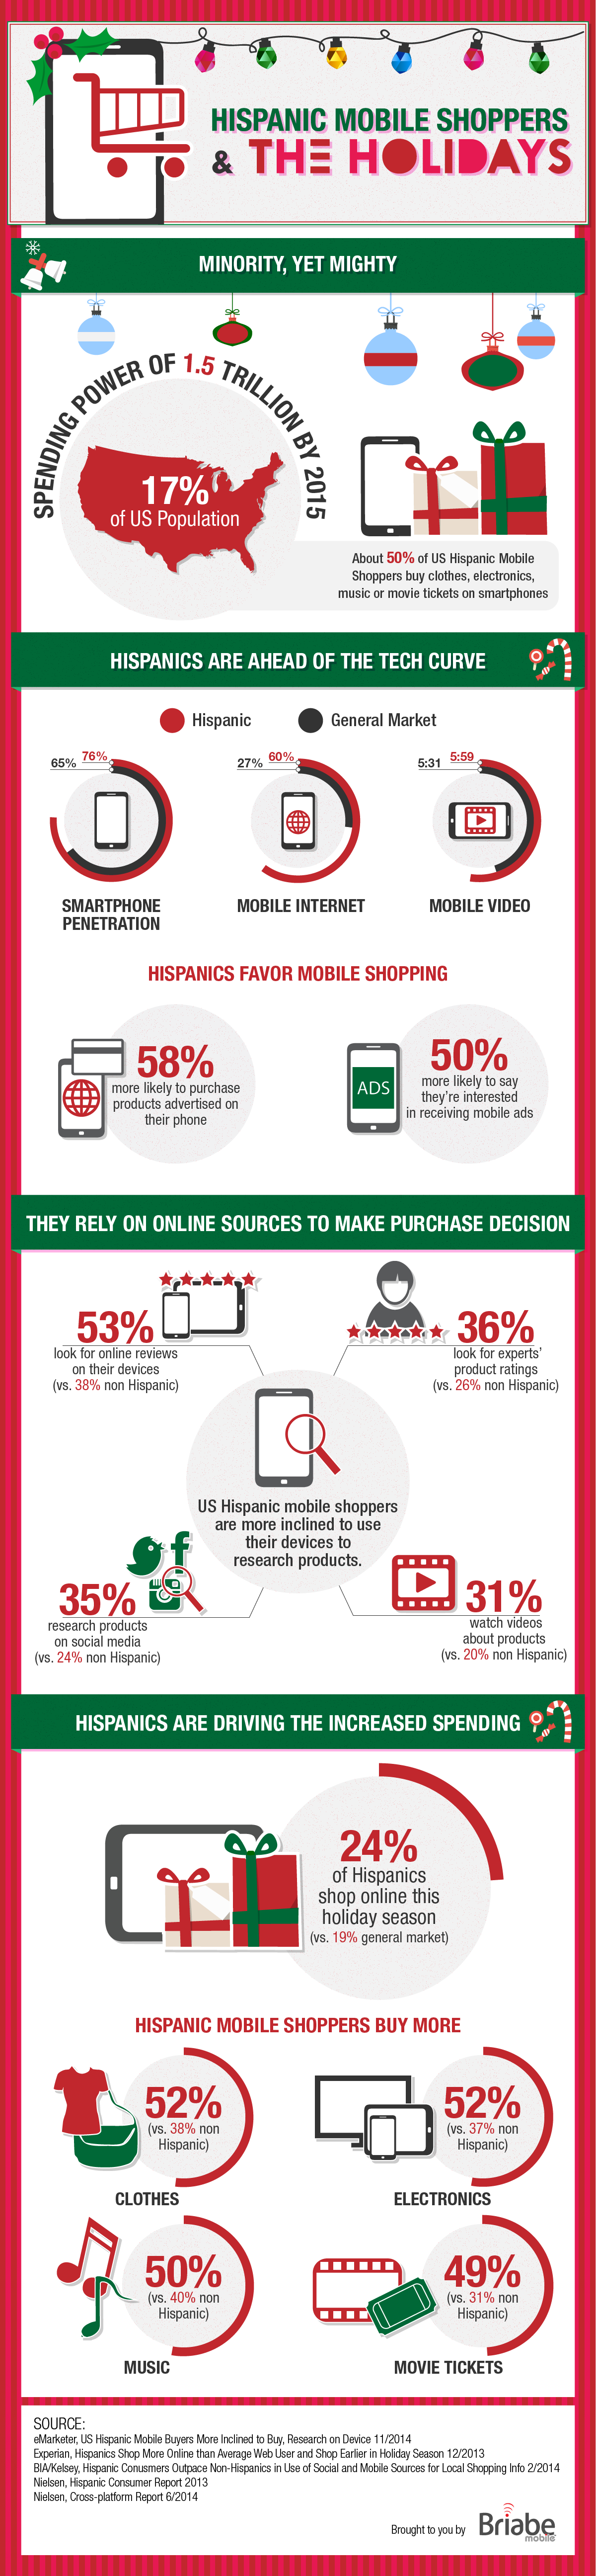 HISPANIC MOBILE SHOPPERS
& THE HOLIDAYS
MINORITY, YET MIGHTY
SPENDING POWER OF 1.5 TRILLION BY 2015
17%
of US Population
About 50% of US Hispanic Mobile
Shoppers buy clothes, electronics,
music or movie tickets on smartphones
HISPANICS ARE AHEAD OF THE TECH CURVE
Hispanic
General Market
65% 76%
27% 60%
5:31 5:59
SMARTPHONE
PENETRATION
MOBILE INTERNET
MOBILE VIDEO
HISPANICS FAVOR MOBILE SHOPPING
58%
more likely to purchase
products advertised on
their phone
ADS
50%
more likely to say
they're interested
in receiving mobile ads
THEY RELY ON ONLINE SOURCES TO MAKE PURCHASE DECISION
53%
look for online reviews
on their devices
(vs. 38% non Hispanic)
36%
look for experts'
product ratings
(vs. 26% non Hispanic)
US Hispanic mobile shoppers
are more inclined to use
their devices to
research products.
35%
research products
on social media
(vs. 24% non Hispanic)
31%
watch videos
about products
(vs. 20% non Hispanic)
HISPANICS ARE DRIVING THE INCREASED SPENDING
24%
of Hispanics
shop online this
holiday season
(vs. 19% general market)
HISPANIC MOBILE SHOPPERS BUY MORE
52%
(vs. 38% non
Hispanic)
CLOTHES
52%
(vs. 37% non
Hispanic)
ELECTRONICS
50%
(vs. 40% non
Hispanic)
MUSIC
49%
(vs. 31% non
Hispanic)
MOVIE TICKETS
SOURCE:
eMarketer, US Hispanic Mobile Buyers More Inclined to Buy, Research on Device 11/2014
Experian, Hispanics Shop More Online than Average Web User and Shop Earlier in Holiday Season 12/2013
BIA/Kelsey, Hispanic Conusmers Outpace Non-Hispanics in Use of Social and Mobile Sources for Local Shopping Info 2/2014
Nielsen, Hispanic Consumer Report 2013
Nielsen, Cross-platform Report 6/2014
Brought to you by
Briabe
mobile